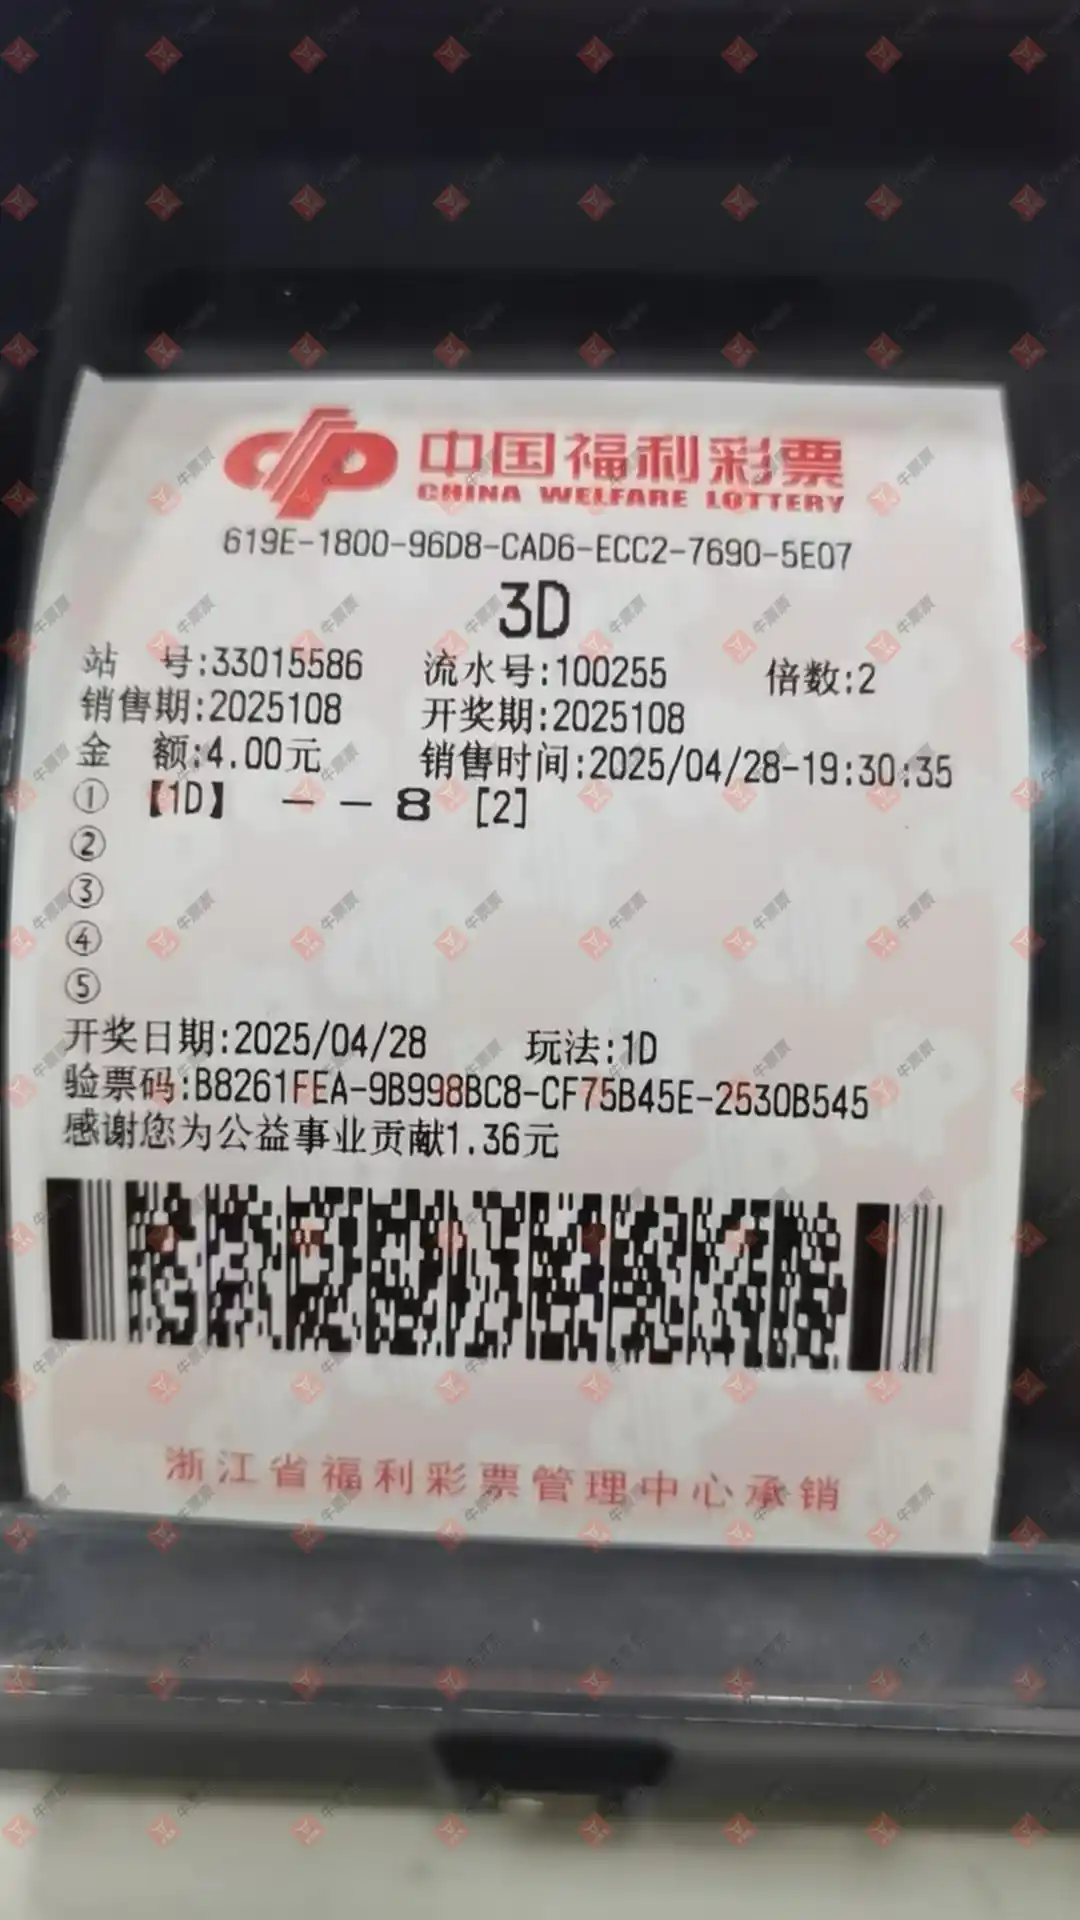 中国福利彩票
CHINA WELFARE LOTTERY
619E-1800-96D8-CAD6-ECC2-7690-5E07
3D
站 号:33015586 流水号:100255 倍数:2
销售期:2025108 开奖期:2025108
金 额:4.00元 销售时间:2025/04/28-19:30:35
① 【1D】 — — 8 [2]
②
③
④
⑤
开奖日期:2025/04/28 玩法:1D
验票码:B8261FEA-9B998BC8-CF75B45E-2530B545
感谢您为公益事业贡献1.36元
浙江省福利彩票管理中心承销
牛票票